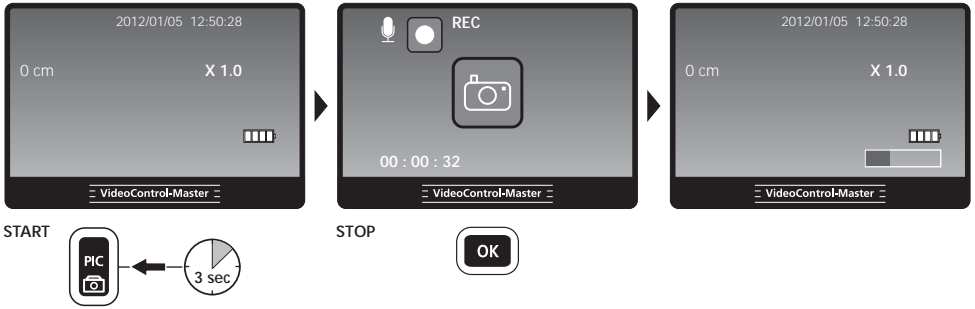 2012/01/05 12:50:28
0 cm X 1.0
VideoControl-Master
REC
00 : 00 : 32
VideoControl-Master
2012/01/05 12:50:28
0 cm X 1.0
VideoControl-Master
START
PIC
3 sec
STOP
OK